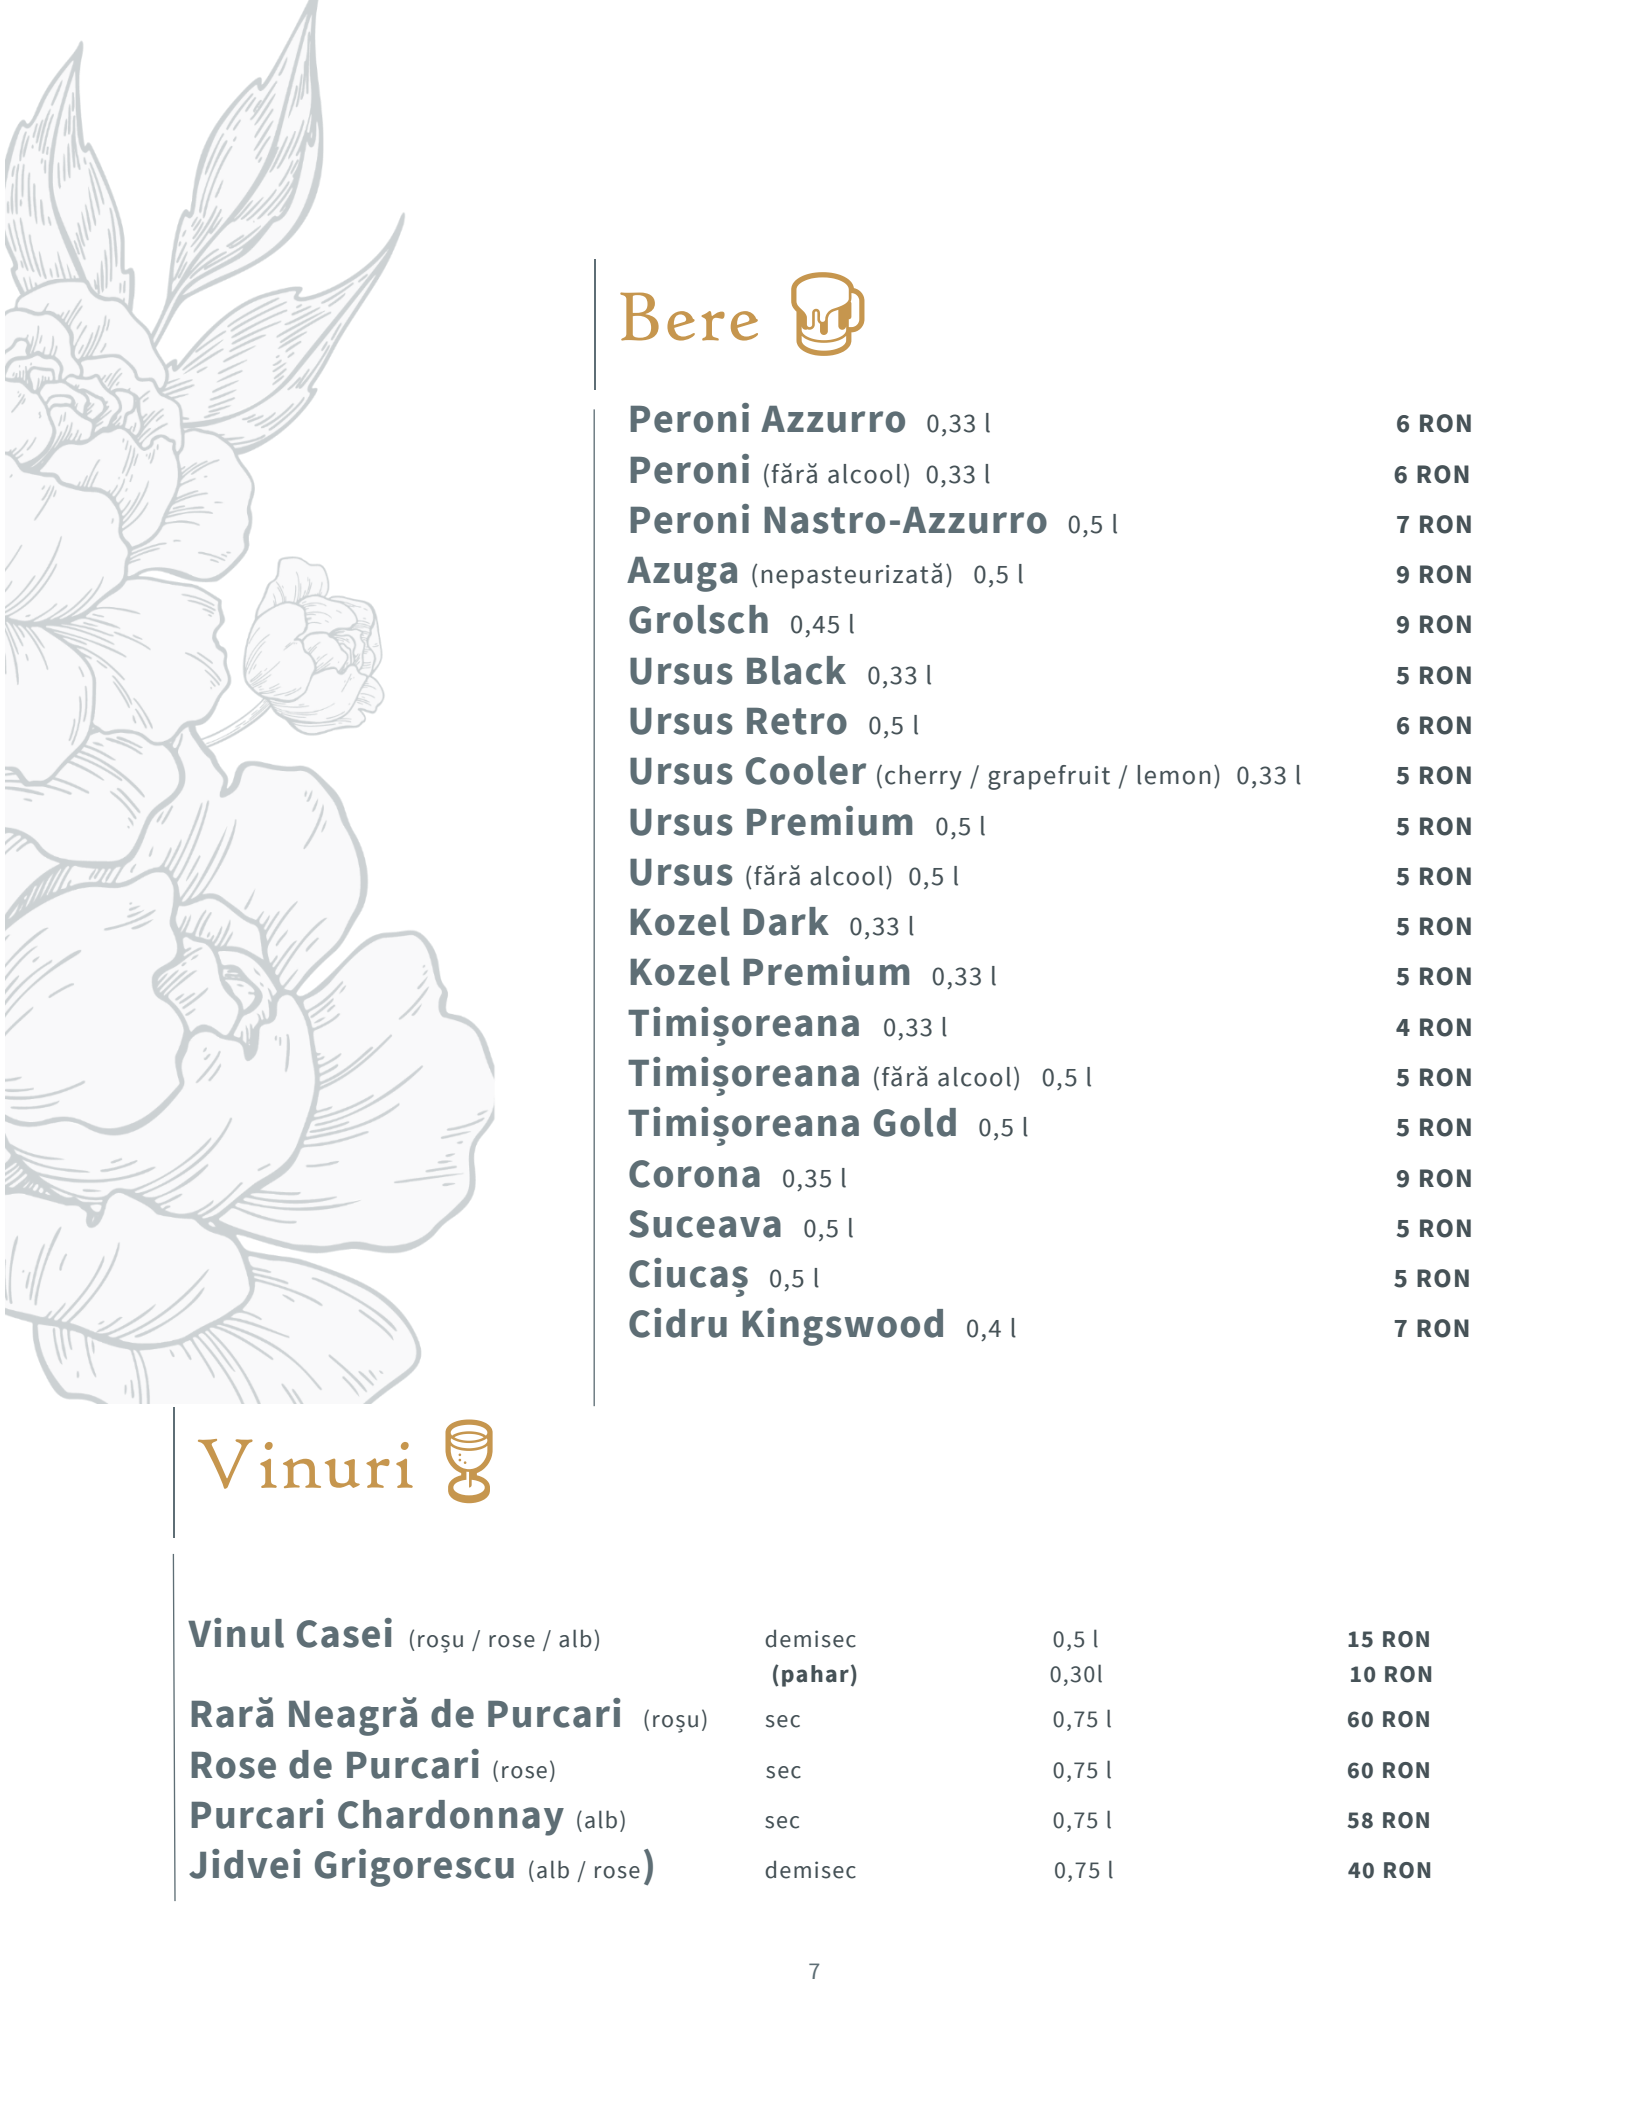 Bere
Peroni Azzurro 0,33 l 6 RON
Peroni (fără alcool) 0,33 l 6 RON
Peroni Nastro-Azzurro 0,5 l 7 RON
Azuga (nepasteurizată) 0,5 l 9 RON
Grolsch 0,45 l 9 RON
Ursus Black 0,33 l 5 RON
Ursus Retro 0,5 l 6 RON
Ursus Cooler (cherry / grapefruit / lemon) 0,33 l 5 RON
Ursus Premium 0,5 l 5 RON
Ursus (fără alcool) 0,5 l 5 RON
Kozel Dark 0,33 l 5 RON
Kozel Premium 0,33 l 5 RON
Timișoreana 0,33 l 4 RON
Timișoreana (fără alcool) 0,5 l 5 RON
Timișoreana Gold 0,5 l 5 RON
Corona 0,35 l 9 RON
Suceava 0,5 l 5 RON
Ciucaș 0,5 l 5 RON
Cidru Kingswood 0,4 l 7 RON
Vinuri
Vinul Casei (roșu / rose / alb) demisec 0,5 l 15 RON
(pahar) 0,30l 10 RON
Rară Neagră de Purcari (roșu) sec 0,75 l 60 RON
Rose de Purcari (rose) sec 0,75 l 60 RON
Purcari Chardonnay (alb) sec 0,75 l 58 RON
Jidvei Grigorescu (alb / rose) demisec 0,75 l 40 RON
7